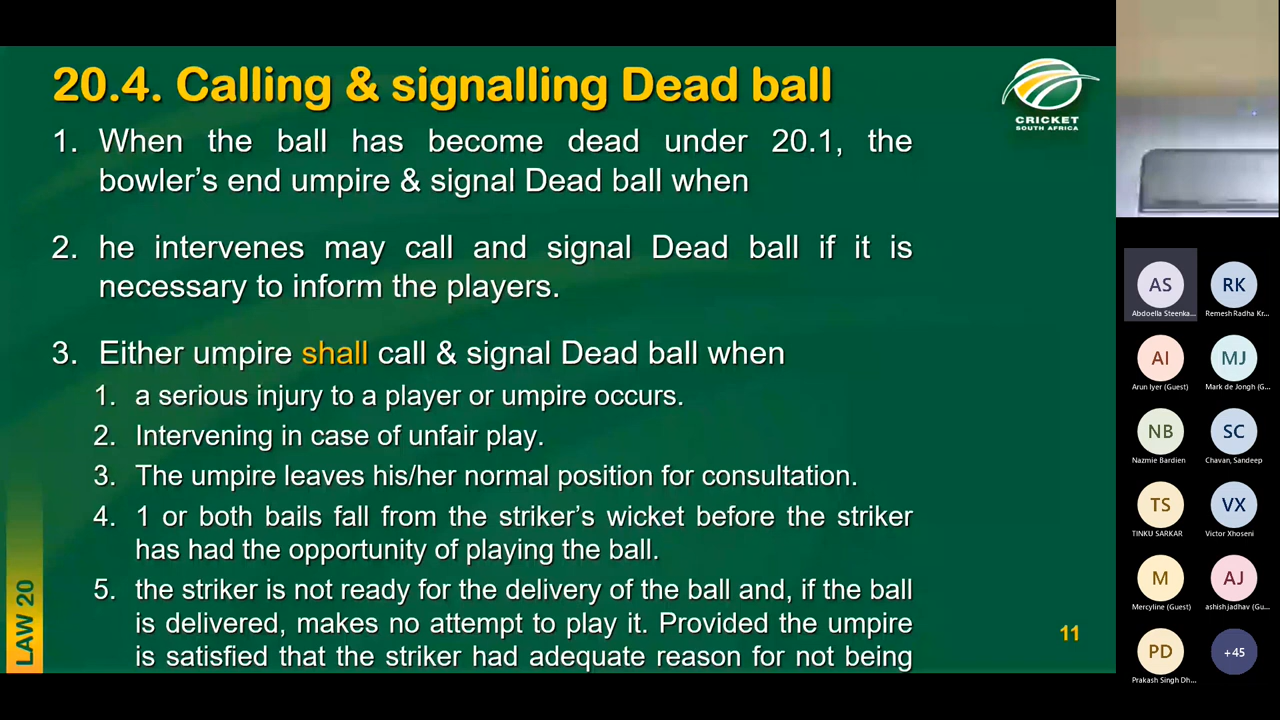 20.4. Calling & signalling Dead ball
CRICKET
SOUTH AFRICA
1. When the ball has become dead under 20.1, the
bowler’s end umpire & signal Dead ball when
2. he intervenes may call and signal Dead ball if it is
necessary to inform the players.
3. Either umpire shall call & signal Dead ball when
1. a serious injury to a player or umpire occurs.
2. Intervening in case of unfair play.
3. The umpire leaves his/her normal position for consultation.
4. 1 or both bails fall from the striker’s wicket before the striker
has had the opportunity of playing the ball.
5. the striker is not ready for the delivery of the ball and, if the ball
is delivered, makes no attempt to play it. Provided the umpire
is satisfied that the striker had adequate reason for not being
LAW 20
11
AS
Abdoella Steenka...
RK
Remesh Radha Kr...
AI
Arun Iyer (Guest)
MJ
Mark de Jongh (G...
NB
Nazmie Bardien
SC
Chavan, Sandeep
TS
TINKU SARKAR
VX
Victor Xhoseni
M
Mercyline (Guest)
AJ
ashish jadhav (Gu...
PD
Prakash Singh Dh...
+45